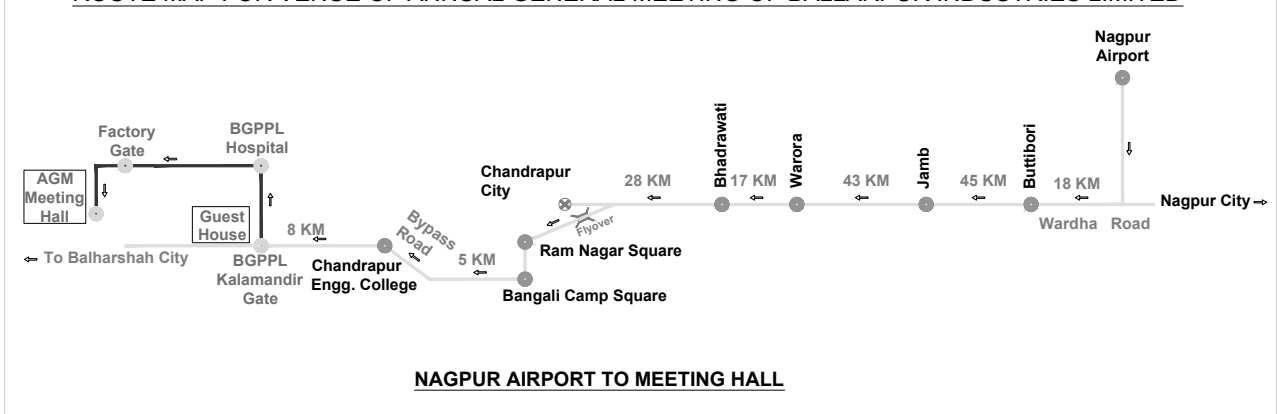 ROUTE MAP FOR VENUE OF ANNUAL GENERAL MEETING OF BALLARPUR INDUSTRIES LIMITED
Nagpur
Airport
Factory
Gate
BGPPL
Hospital
AGM
Meeting
Hall
Guest
House
Chandrapur
City
28 KM
Bhadrawati
17 KM
Warora
43 KM
Jamb
45 KM
Buttibori
18 KM
Nagpur City
Wardha Road
Flyover
8 KM
Bypass
Road
Ram Nagar Square
To Balharshah City
BGPPL
Kalamandir
Gate
Chandrapur
Engg. College
5 KM
Bangali Camp Square
NAGPUR AIRPORT TO MEETING HALL